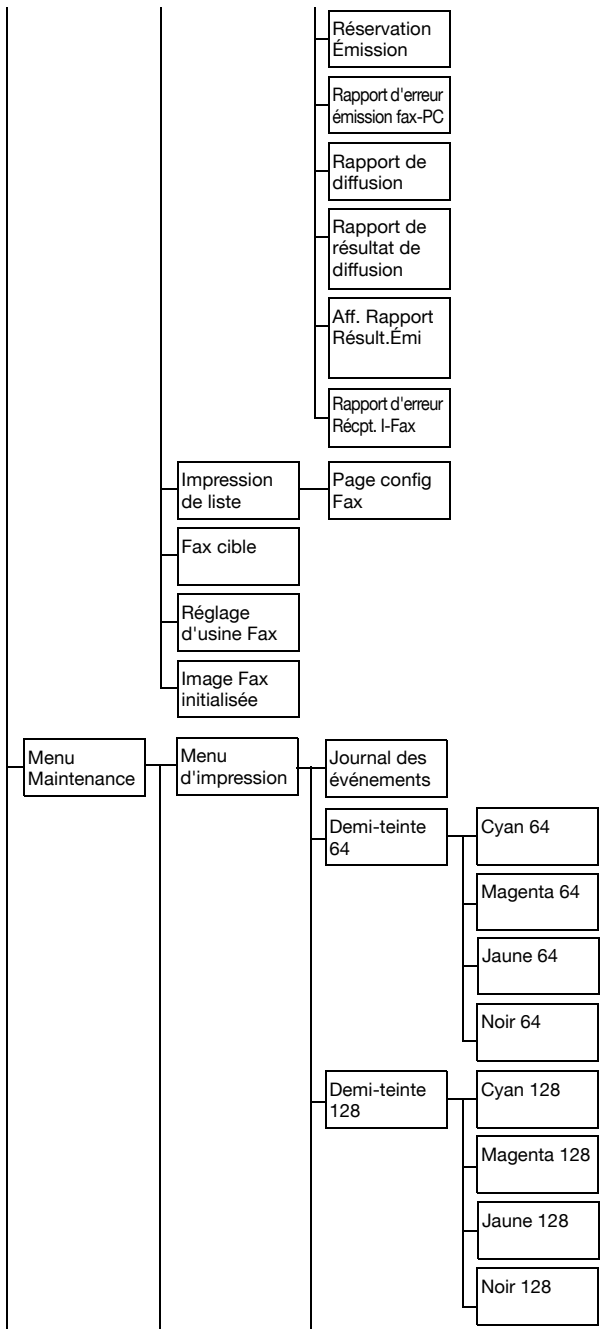 Réservation
Émission
Rapport d'erreur
émission fax-PC
Rapport de
diffusion
Rapport de
résultat de
diffusion
Aff. Rapport
Résult.Émi
Rapport d'erreur
Récpt. I-Fax
Impression
de liste
Page config
Fax
Fax cible
Réglage
d'usine Fax
Image Fax
initialisée
Menu
Maintenance
Menu
d'impression
Journal des
événements
Demi-teinte
64
Cyan 64
Magenta 64
Jaune 64
Noir 64
Demi-teinte
128
Cyan 128
Magenta 128
Jaune 128
Noir 128